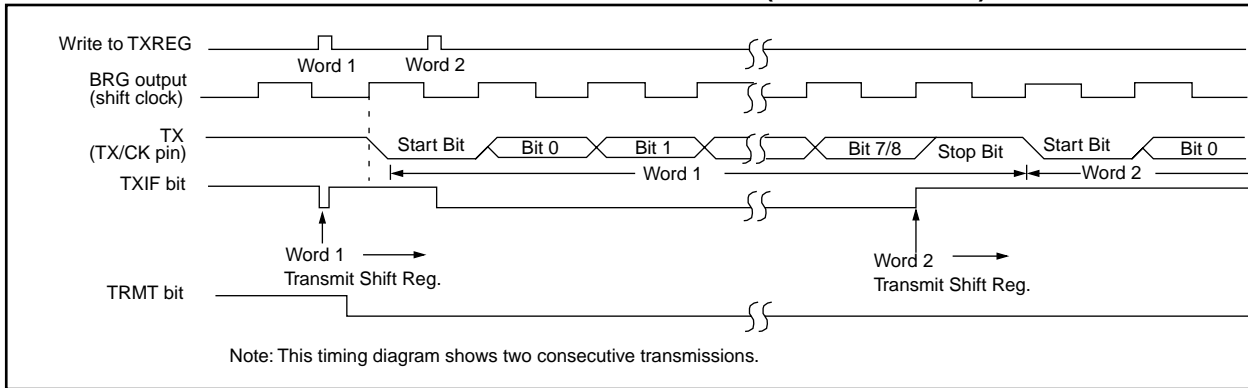 Write to TXREG
Word 1
Word 2
BRG output
(shift clock)
TX
(TX/CK pin)
Start Bit
Bit 0
Bit 1
Bit 7/8
Stop Bit
Start Bit
Bit 0
Word 1
Word 2
TXIF bit
Word 1
Transmit Shift Reg.
Word 2
Transmit Shift Reg.
TRMT bit
Note: This timing diagram shows two consecutive transmissions.